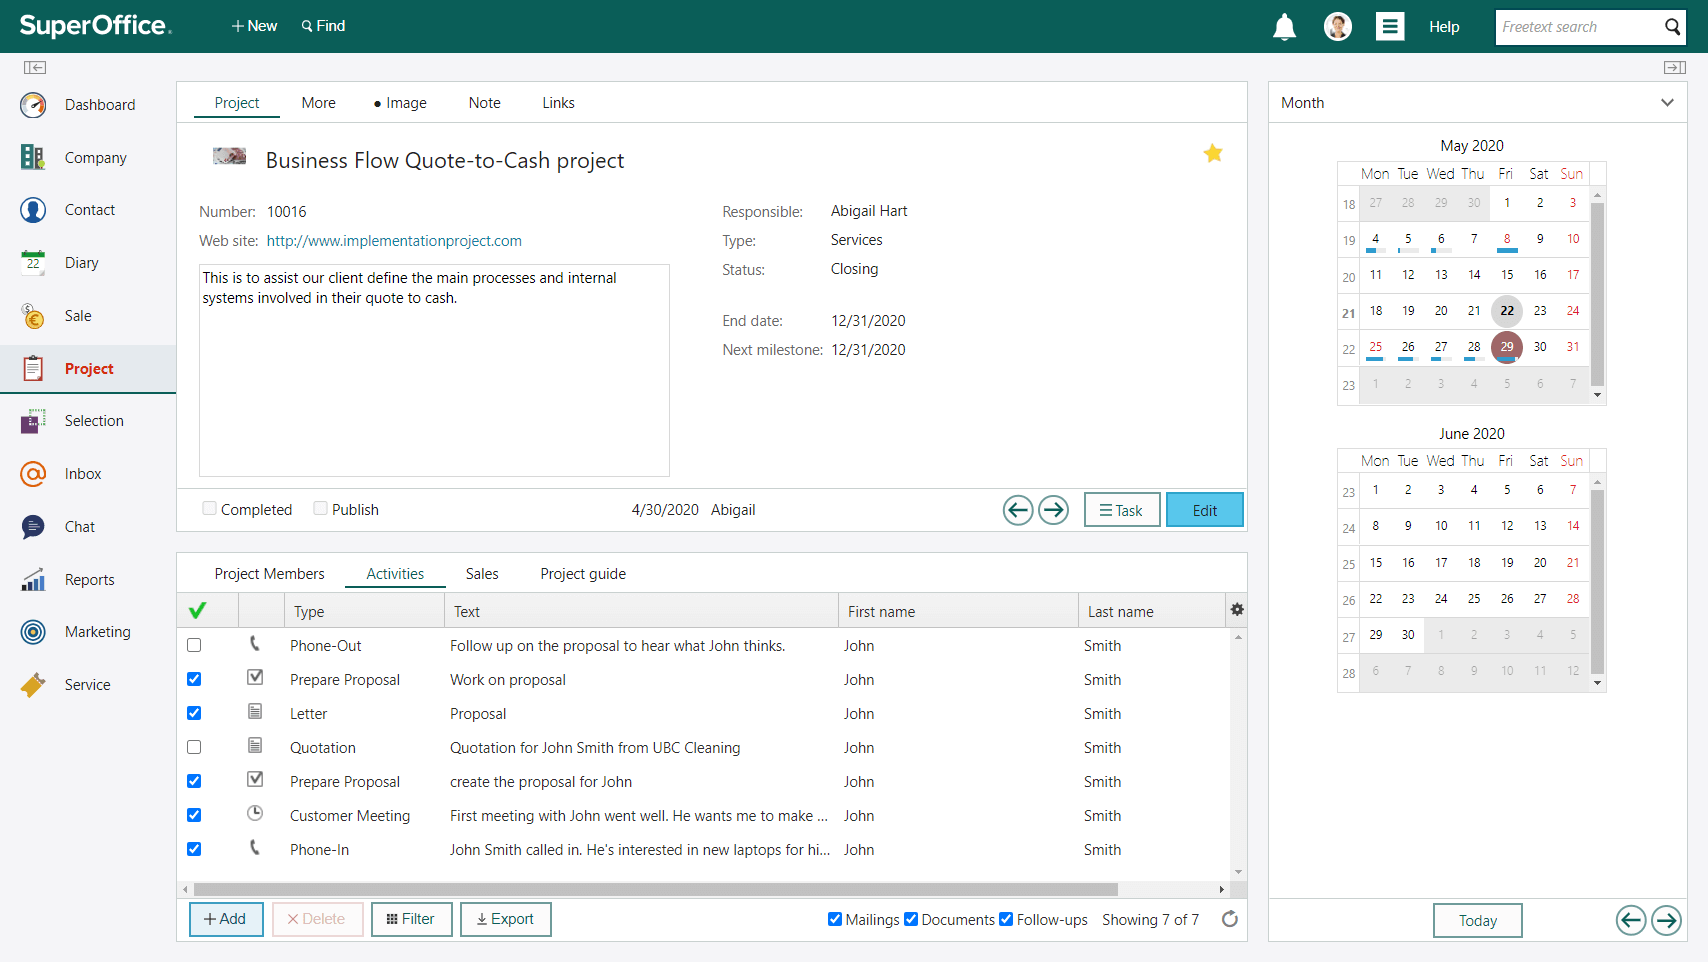 SuperOffice.
New
Find
Help
Freetext search
Dashboard
Company
Contact
22
Diary
Sale
Project
Selection
Inbox
Chat
Reports
Marketing
Service
Project More Image Note Links
Business Flow Quote-to-Cash project
Number: 10016
Web site: http://www.implementationproject.com
This is to assist our client define the main processes and internal
systems involved in their quote to cash.
Responsible: Abigail Hart
Type: Services
Status: Closing
End date: 12/31/2020
Next milestone: 12/31/2020
Completed Publish 4/30/2020 Abigail Task Edit
Project Members Activities Sales Project guide
Type Text First name Last name
Phone-Out Follow up on the proposal to hear what John thinks. John Smith
Prepare Proposal Work on proposal John Smith
Letter Proposal John Smith
Quotation Quotation for John Smith from UBC Cleaning John Smith
Prepare Proposal create the proposal for John John Smith
Customer Meeting First meeting with John went well. He wants me to make ... John Smith
Phone-In John Smith called in. He's interested in new laptops for hi... John Smith
Add Delete Filter Export Mailings Documents Follow-ups Showing 7 of 7
Month
May 2020
Mon Tue Wed Thu Fri Sat Sun
18 27 28 29 30 1 2 3
19 4 5 6 7 8 9 10
20 11 12 13 14 15 16 17
21 18 19 20 21 22 23 24
22 25 26 27 28 29 30 31
23 1 2 3 4 5 6 7
June 2020
Mon Tue Wed Thu Fri Sat Sun
23 1 2 3 4 5 6 7
24 8 9 10 11 12 13 14
25 15 16 17 18 19 20 21
26 22 23 24 25 26 27 28
27 29 30 1 2 3 4 5
28 6 7 8 9 10 11 12
Today